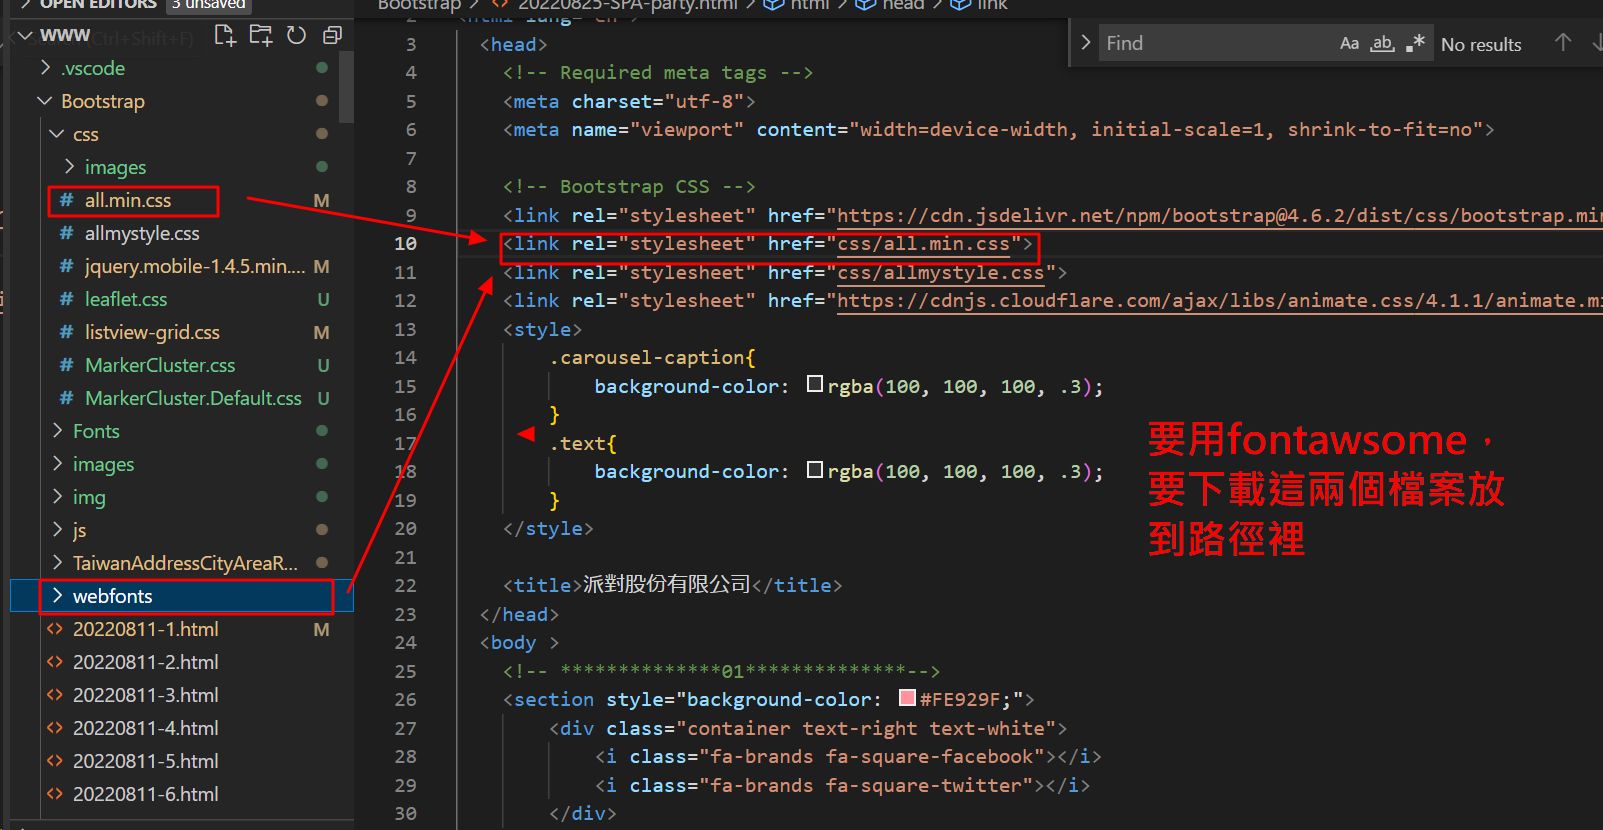 OPEN EDITORS 3 unsaved
WWW
.vscode
Bootstrap
css
images
all.min.css M
allmystyle.css
jquery.mobile-1.4.5.min.... M
leaflet.css U
listview-grid.css M
MarkerCluster.css U
MarkerCluster.Default.css U
Fonts
images
img
js
TaiwanAddressCityAreaR...
webfonts
20220811-1.html M
20220811-2.html
20220811-3.html
20220811-4.html
20220811-5.html
20220811-6.html
Bootstrap > 20220825-SPA-party.html > html > head > link
Find Aa ab .* No results
2 <html lang="en">
3 <head>
4 <!-- Required meta tags -->
5 <meta charset="utf-8">
6 <meta name="viewport" content="width=device-width, initial-scale=1, shrink-to-fit=no">
7
8 <!-- Bootstrap CSS -->
9 <link rel="stylesheet" href="https://cdn.jsdelivr.net/npm/bootstrap@4.6.2/dist/css/bootstrap.min
10 <link rel="stylesheet" href="css/all.min.css">
11 <link rel="stylesheet" href="css/allmystyle.css">
12 <link rel="stylesheet" href="https://cdnjs.cloudflare.com/ajax/libs/animate.css/4.1.1/animate.mi
13 <style>
14 .carousel-caption{
15 background-color: rgba(100, 100, 100, .3);
16 }
17 .text{
18 background-color: rgba(100, 100, 100, .3);
19 }
20 </style>
21
22 <title>派對股份有限公司</title>
23 </head>
24 <body >
25 <!-- **************01**************-->
26 <section style="background-color: #FE929F;">
27 <div class="container text-right text-white">
28 <i class="fa-brands fa-square-facebook"></i>
29 <i class="fa-brands fa-square-twitter"></i>
30 </div>
要用fontawsome，
要下載這兩個檔案放
到路徑裡